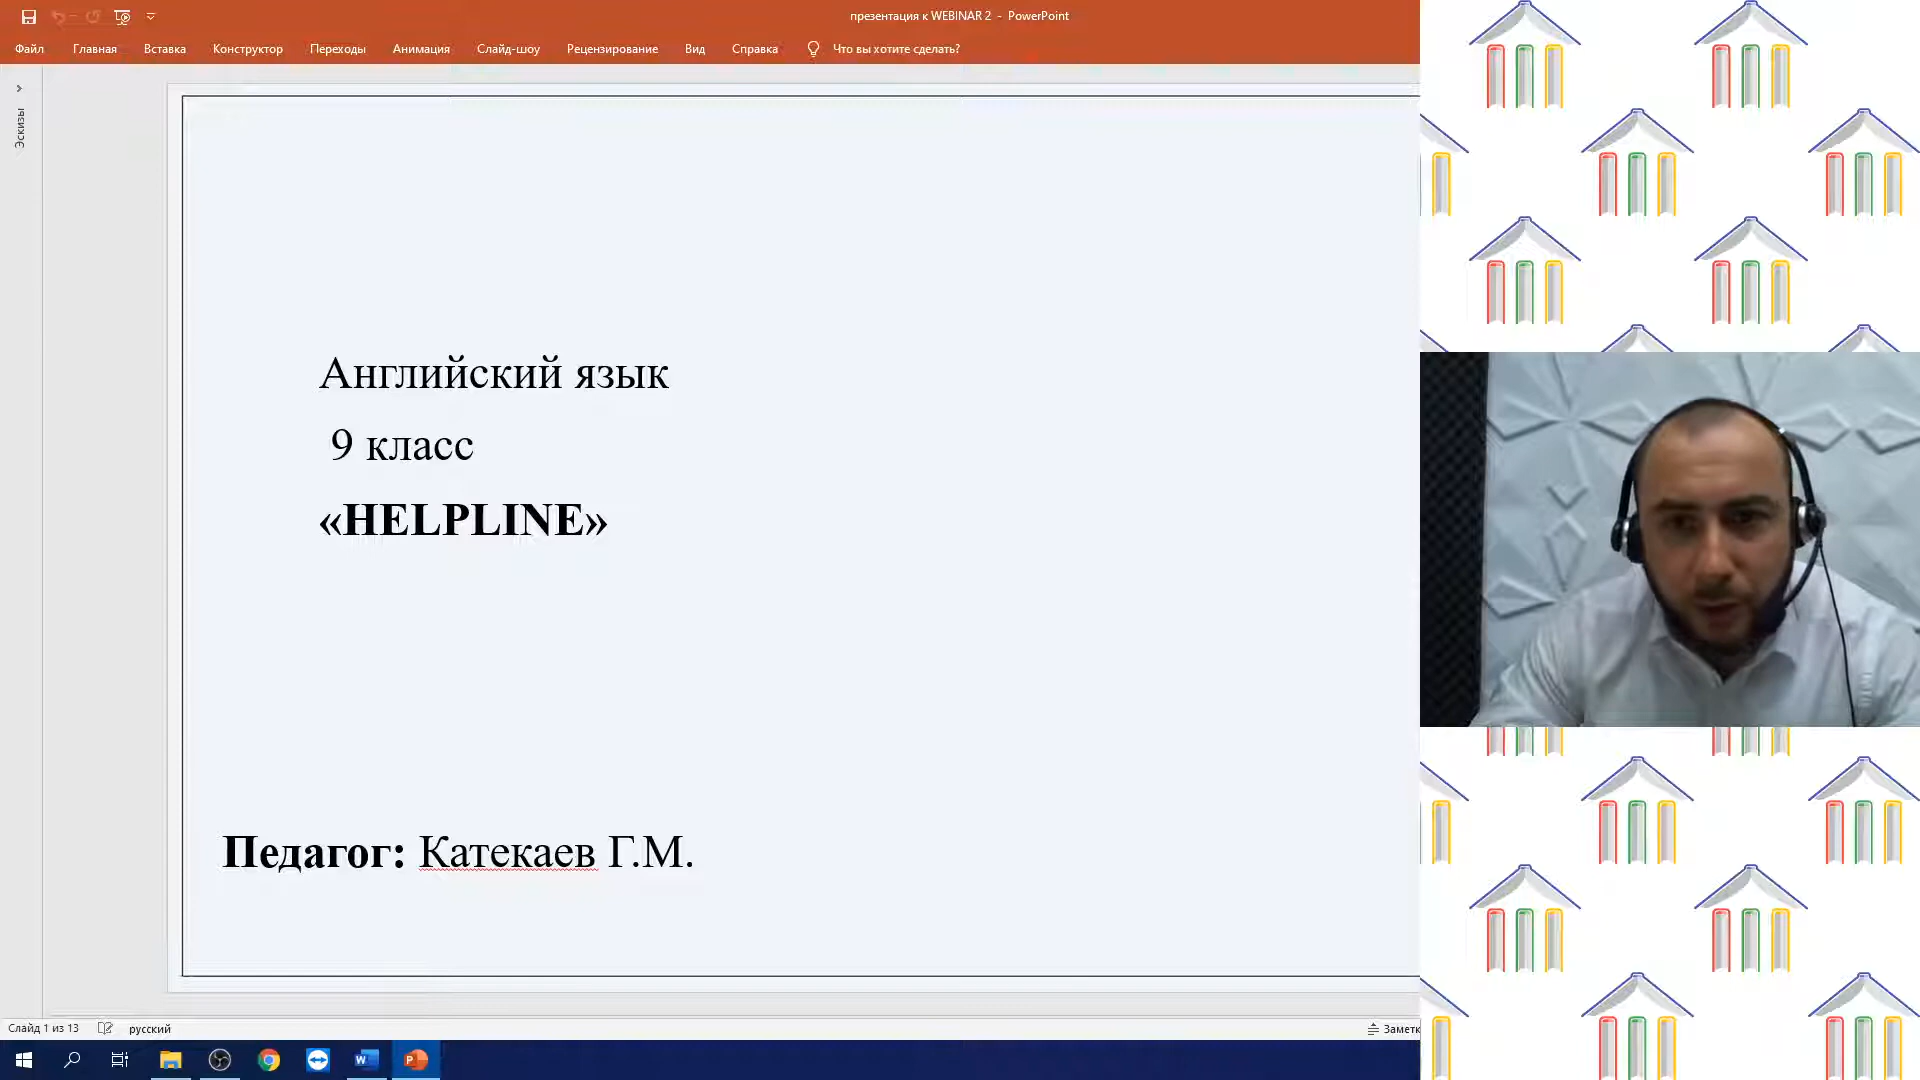 презентация к WEBINAR 2 - PowerPoint
Файл Главная Вставка Конструктор Переходы Анимация Слайд-шоу Рецензирование Вид Справка Что вы хотите сделать?
Эскизы
Английский язык
9 класс
«HELPLINE»
Педагог: Катекаев Г.М.
Слайд 1 из 13 русский Заметк